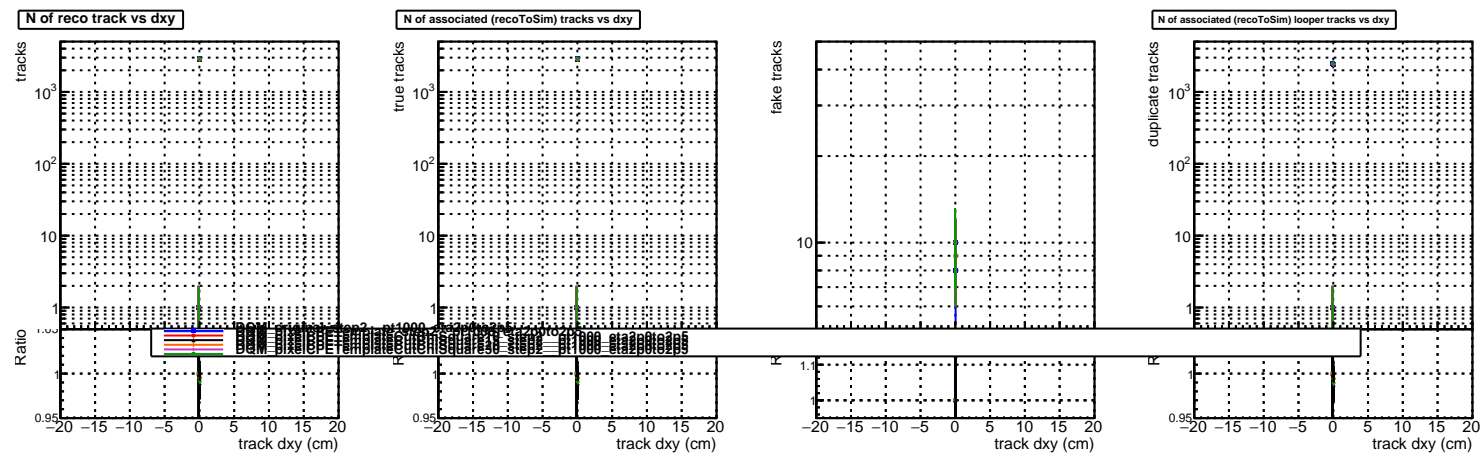 N of reco track vs dxy
N of associated (recoToSim) tracks vs dxy
N of associated (recoToSim) looper tracks vs dxy
tracks
10³
10²
10
1
Ratio
1
0.95
−20 −15 −10 −5 0 5 10 15 20
track dxy (cm)
true tracks
10³
10²
10
1
1
0.95
−20 −15 −10 −5 0 5 10 15 20
track dxy (cm)
fake tracks
10
1.1
1
−20 −15 −10 −5 0 5 10 15 20
track dxy (cm)
duplicate tracks
10³
10²
10
1
1
0.95
−20 −15 −10 −5 0 5 10 15 20
track dxy (cm)